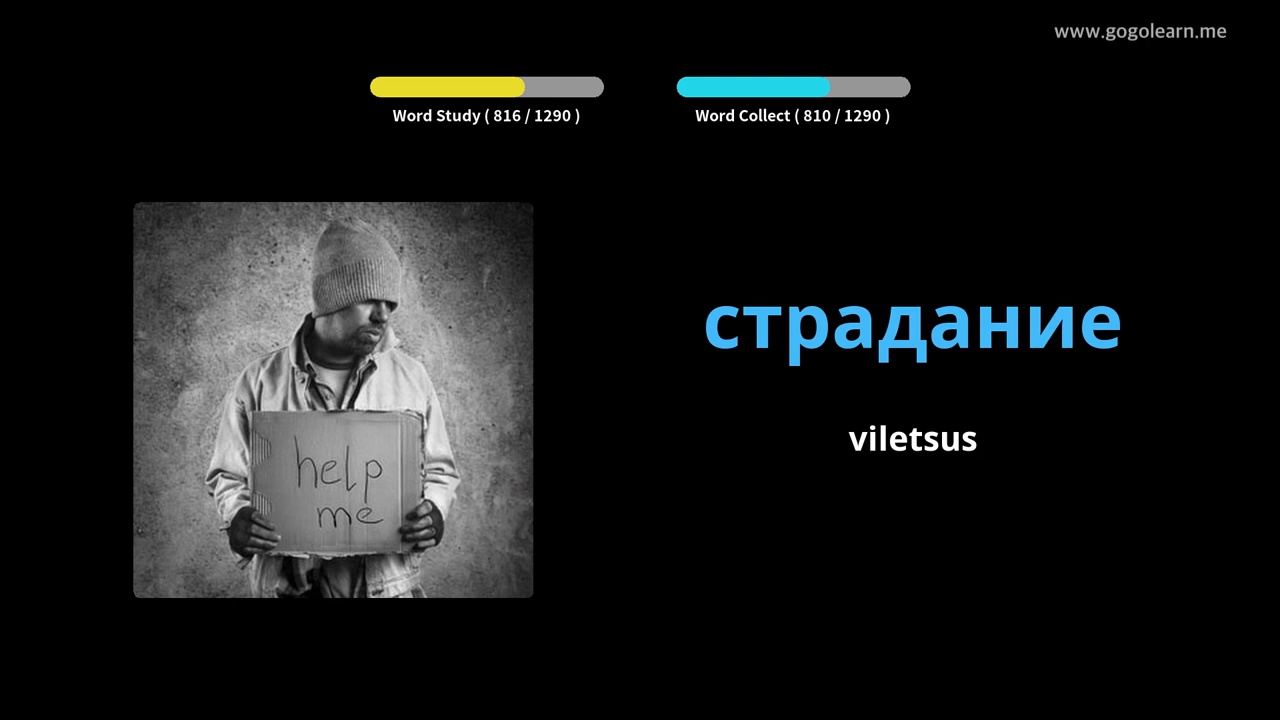 www.gogolearn.me
Word Study ( 816 / 1290 )
Word Collect ( 810 / 1290 )
help
me
страдание
viletsus